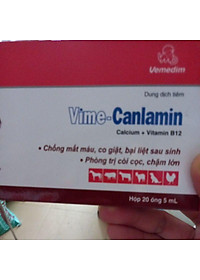 Vemedim
Dung dịch tiêm
Vime-Canlamin
Calcium + Vitamin B12
• Chống mất máu, co giật, bại liệt sau sinh
• Phòng trị còi cọc, chậm lớn
Hộp 20 ống 5 mL